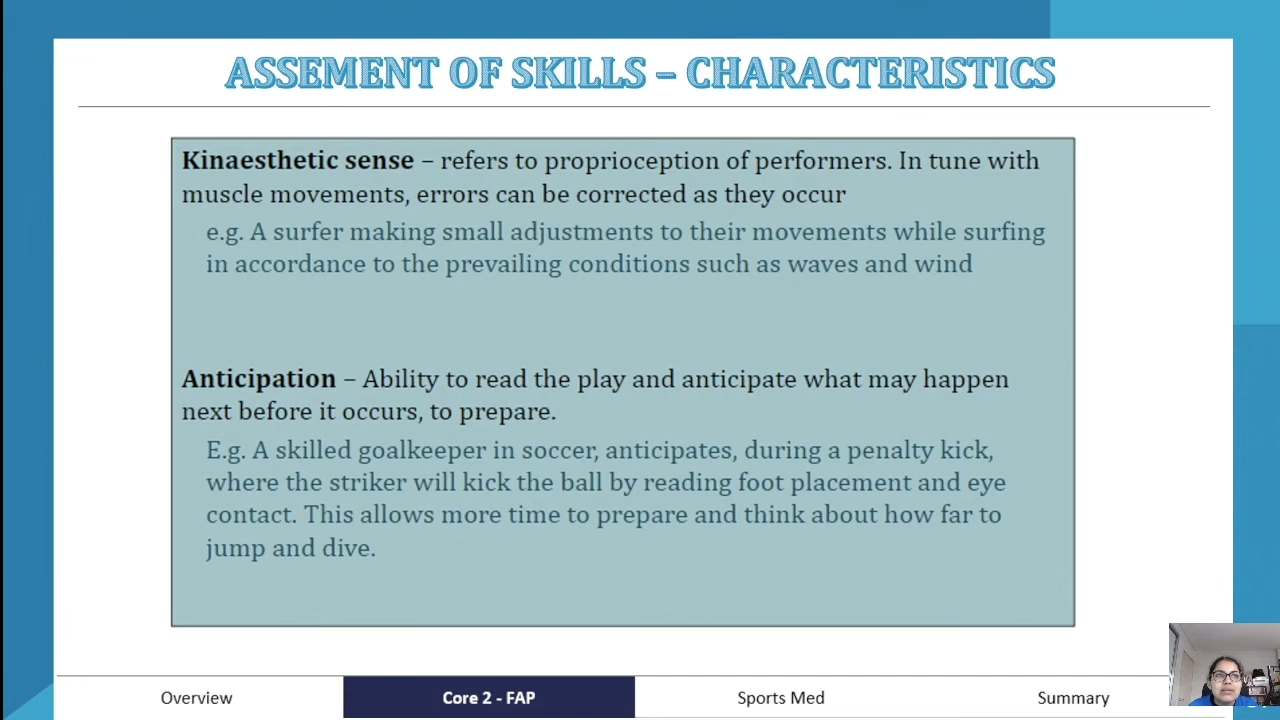 ASSEMENT OF SKILLS – CHARACTERISTICS
Kinaesthetic sense – refers to proprioception of performers. In tune with
muscle movements, errors can be corrected as they occur
e.g. A surfer making small adjustments to their movements while surfing
in accordance to the prevailing conditions such as waves and wind
Anticipation – Ability to read the play and anticipate what may happen
next before it occurs, to prepare.
E.g. A skilled goalkeeper in soccer, anticipates, during a penalty kick,
where the striker will kick the ball by reading foot placement and eye
contact. This allows more time to prepare and think about how far to
jump and dive.
Overview
Core 2 - FAP
Sports Med
Summary